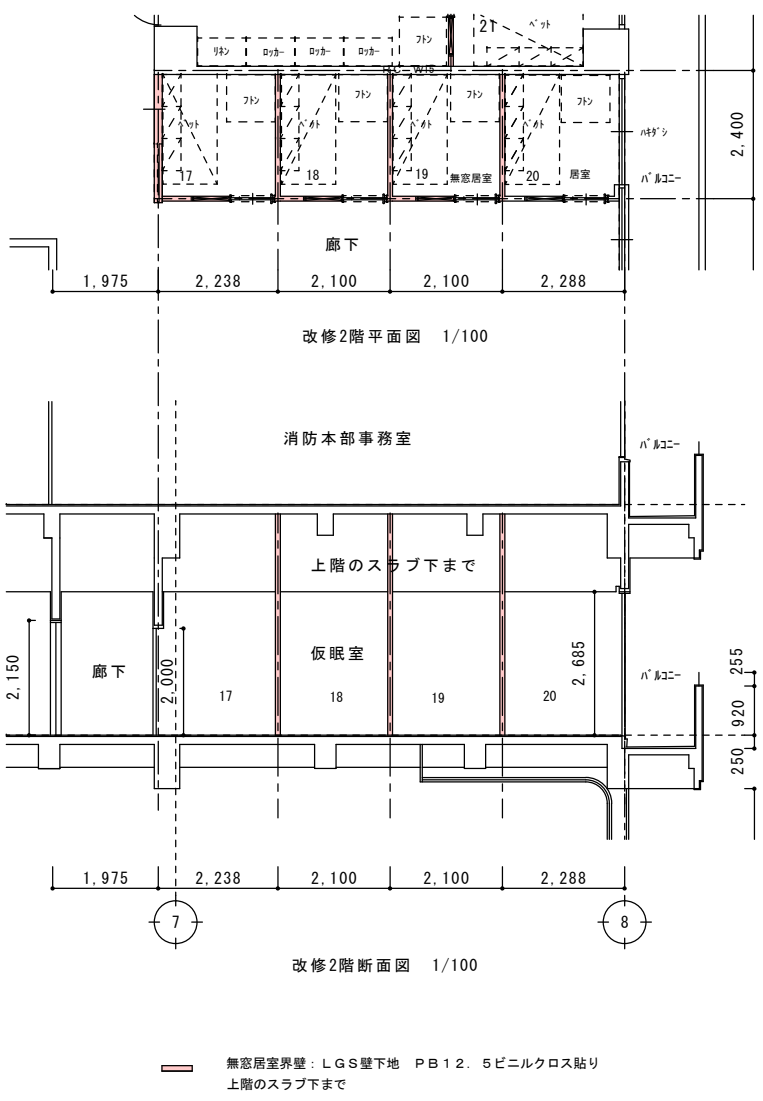 21
ベット
フトン
リネン
ロッカー
ロッカー
ロッカー
RC W15
ベット
フトン
ベット
フトン
ベット
フトン
ベット
フトン
ハキダシ
2,400
17
18
19
無窓居室
20
居室
バルコニー
廊下
1,975
2,238
2,100
2,100
2,288
改修2階平面図 1/100
消防本部事務室
バルコニー
上階のスラブ下まで
2,150
廊下
2,000
仮眠室
2,685
バルコニー
255
920
250
17
18
19
20
1,975
2,238
2,100
2,100
2,288
7
8
改修2階断面図 1/100
無窓居室界壁:LGS壁下地 PB12.5ビニルクロス貼り
上階のスラブ下まで